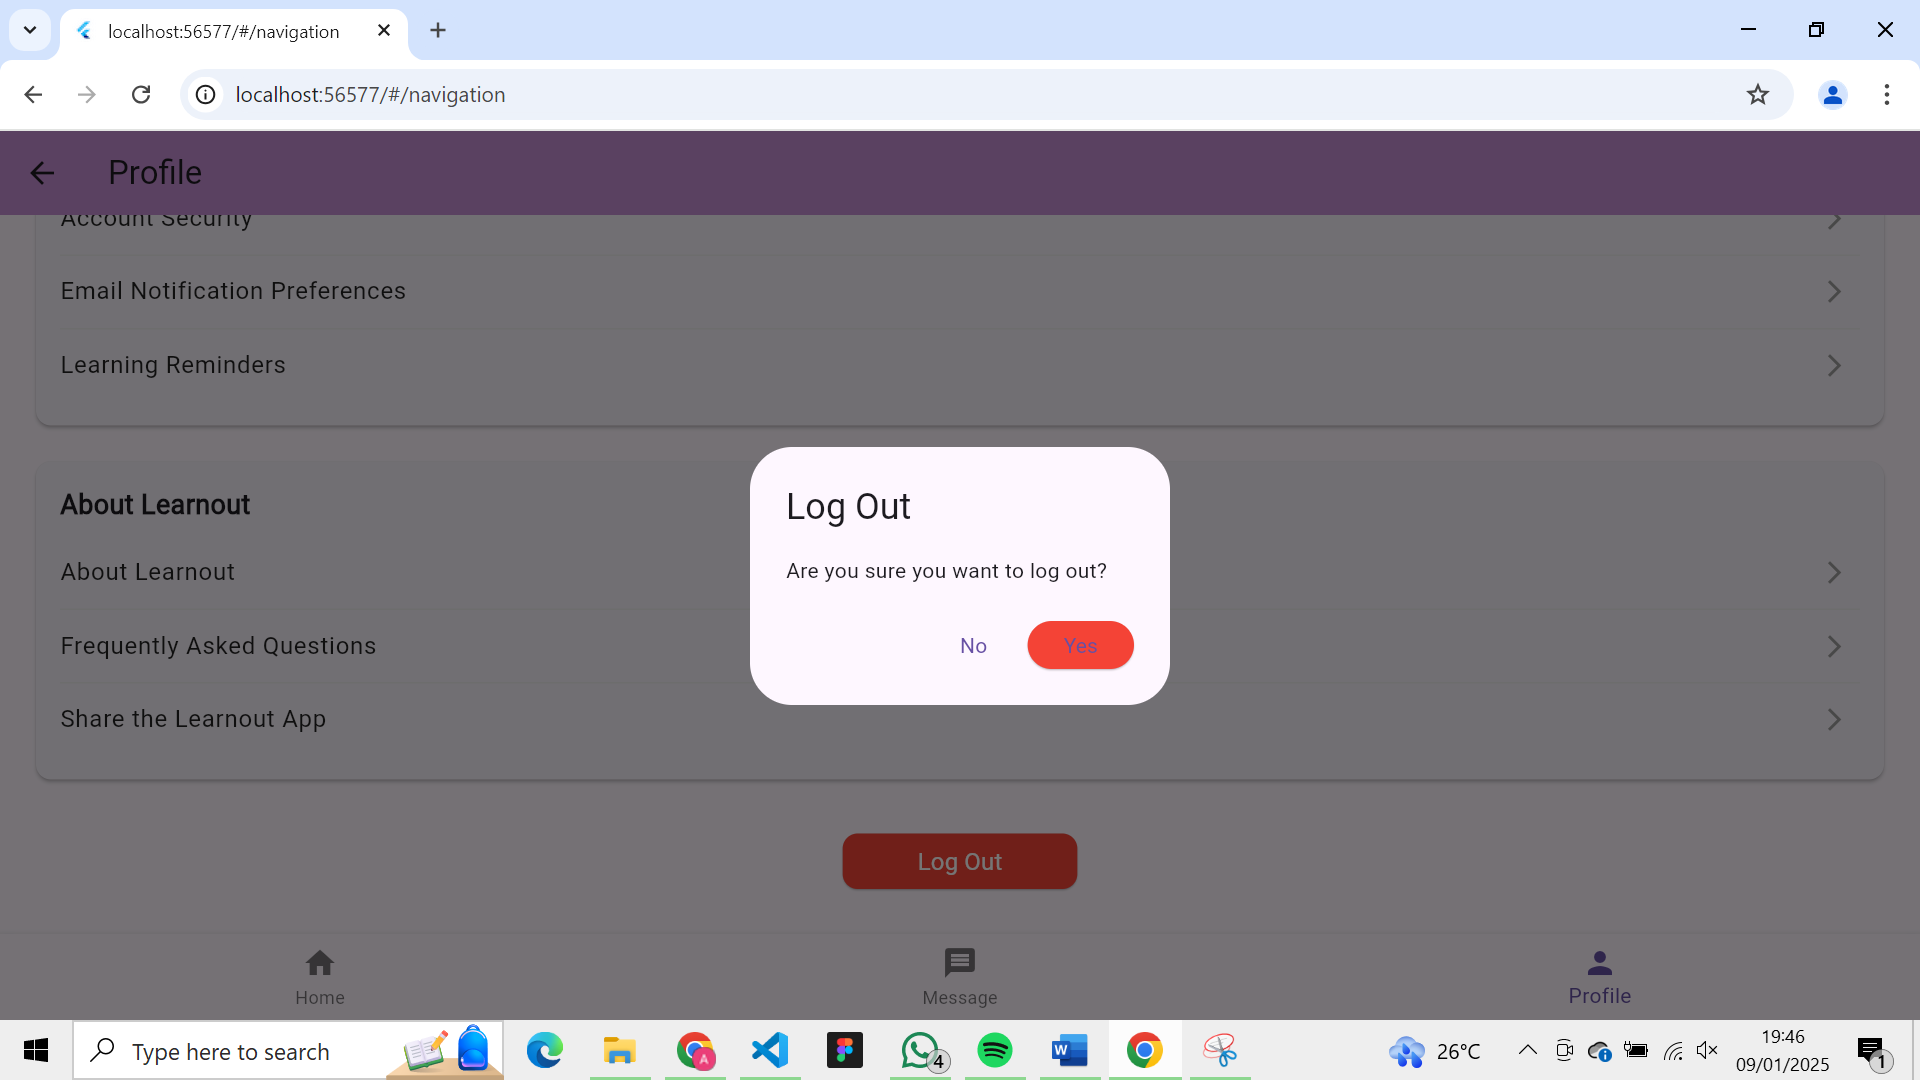 localhost:56577/#/navigation
localhost:56577/#/navigation
Profile
Account Security
Email Notification Preferences
Learning Reminders
About Learnout
About Learnout
Frequently Asked Questions
Share the Learnout App
Log Out
Are you sure you want to log out?
No Yes
Log Out
Home Message Profile
Type here to search
A
4
W
26°C
19:46
09/01/2025
1